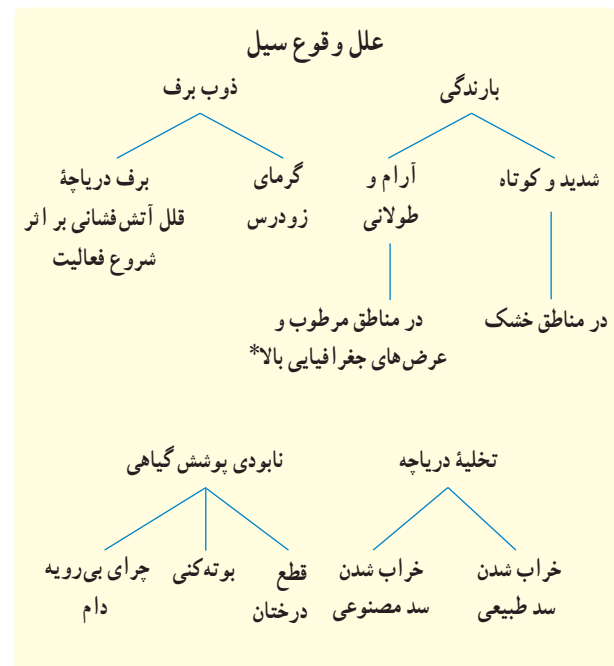 علل وقوع سیل
بارندگی
ذوب برف
شدید و کوتاه
آرام و
طولانی
گرمای
زودرس
برف دریاچهٔ
قلل آتش‌فشانی بر اثر
شروع فعالیت
در مناطق خشک
در مناطق مرطوب و
عرض‌های جغرافیایی بالا*
تخلیهٔ دریاچه
نابودی پوشش گیاهی
خراب شدن
سد طبیعی
خراب شدن
سد مصنوعی
قطع
درختان
بوته‌کنی
چرای بی‌رویه
دام